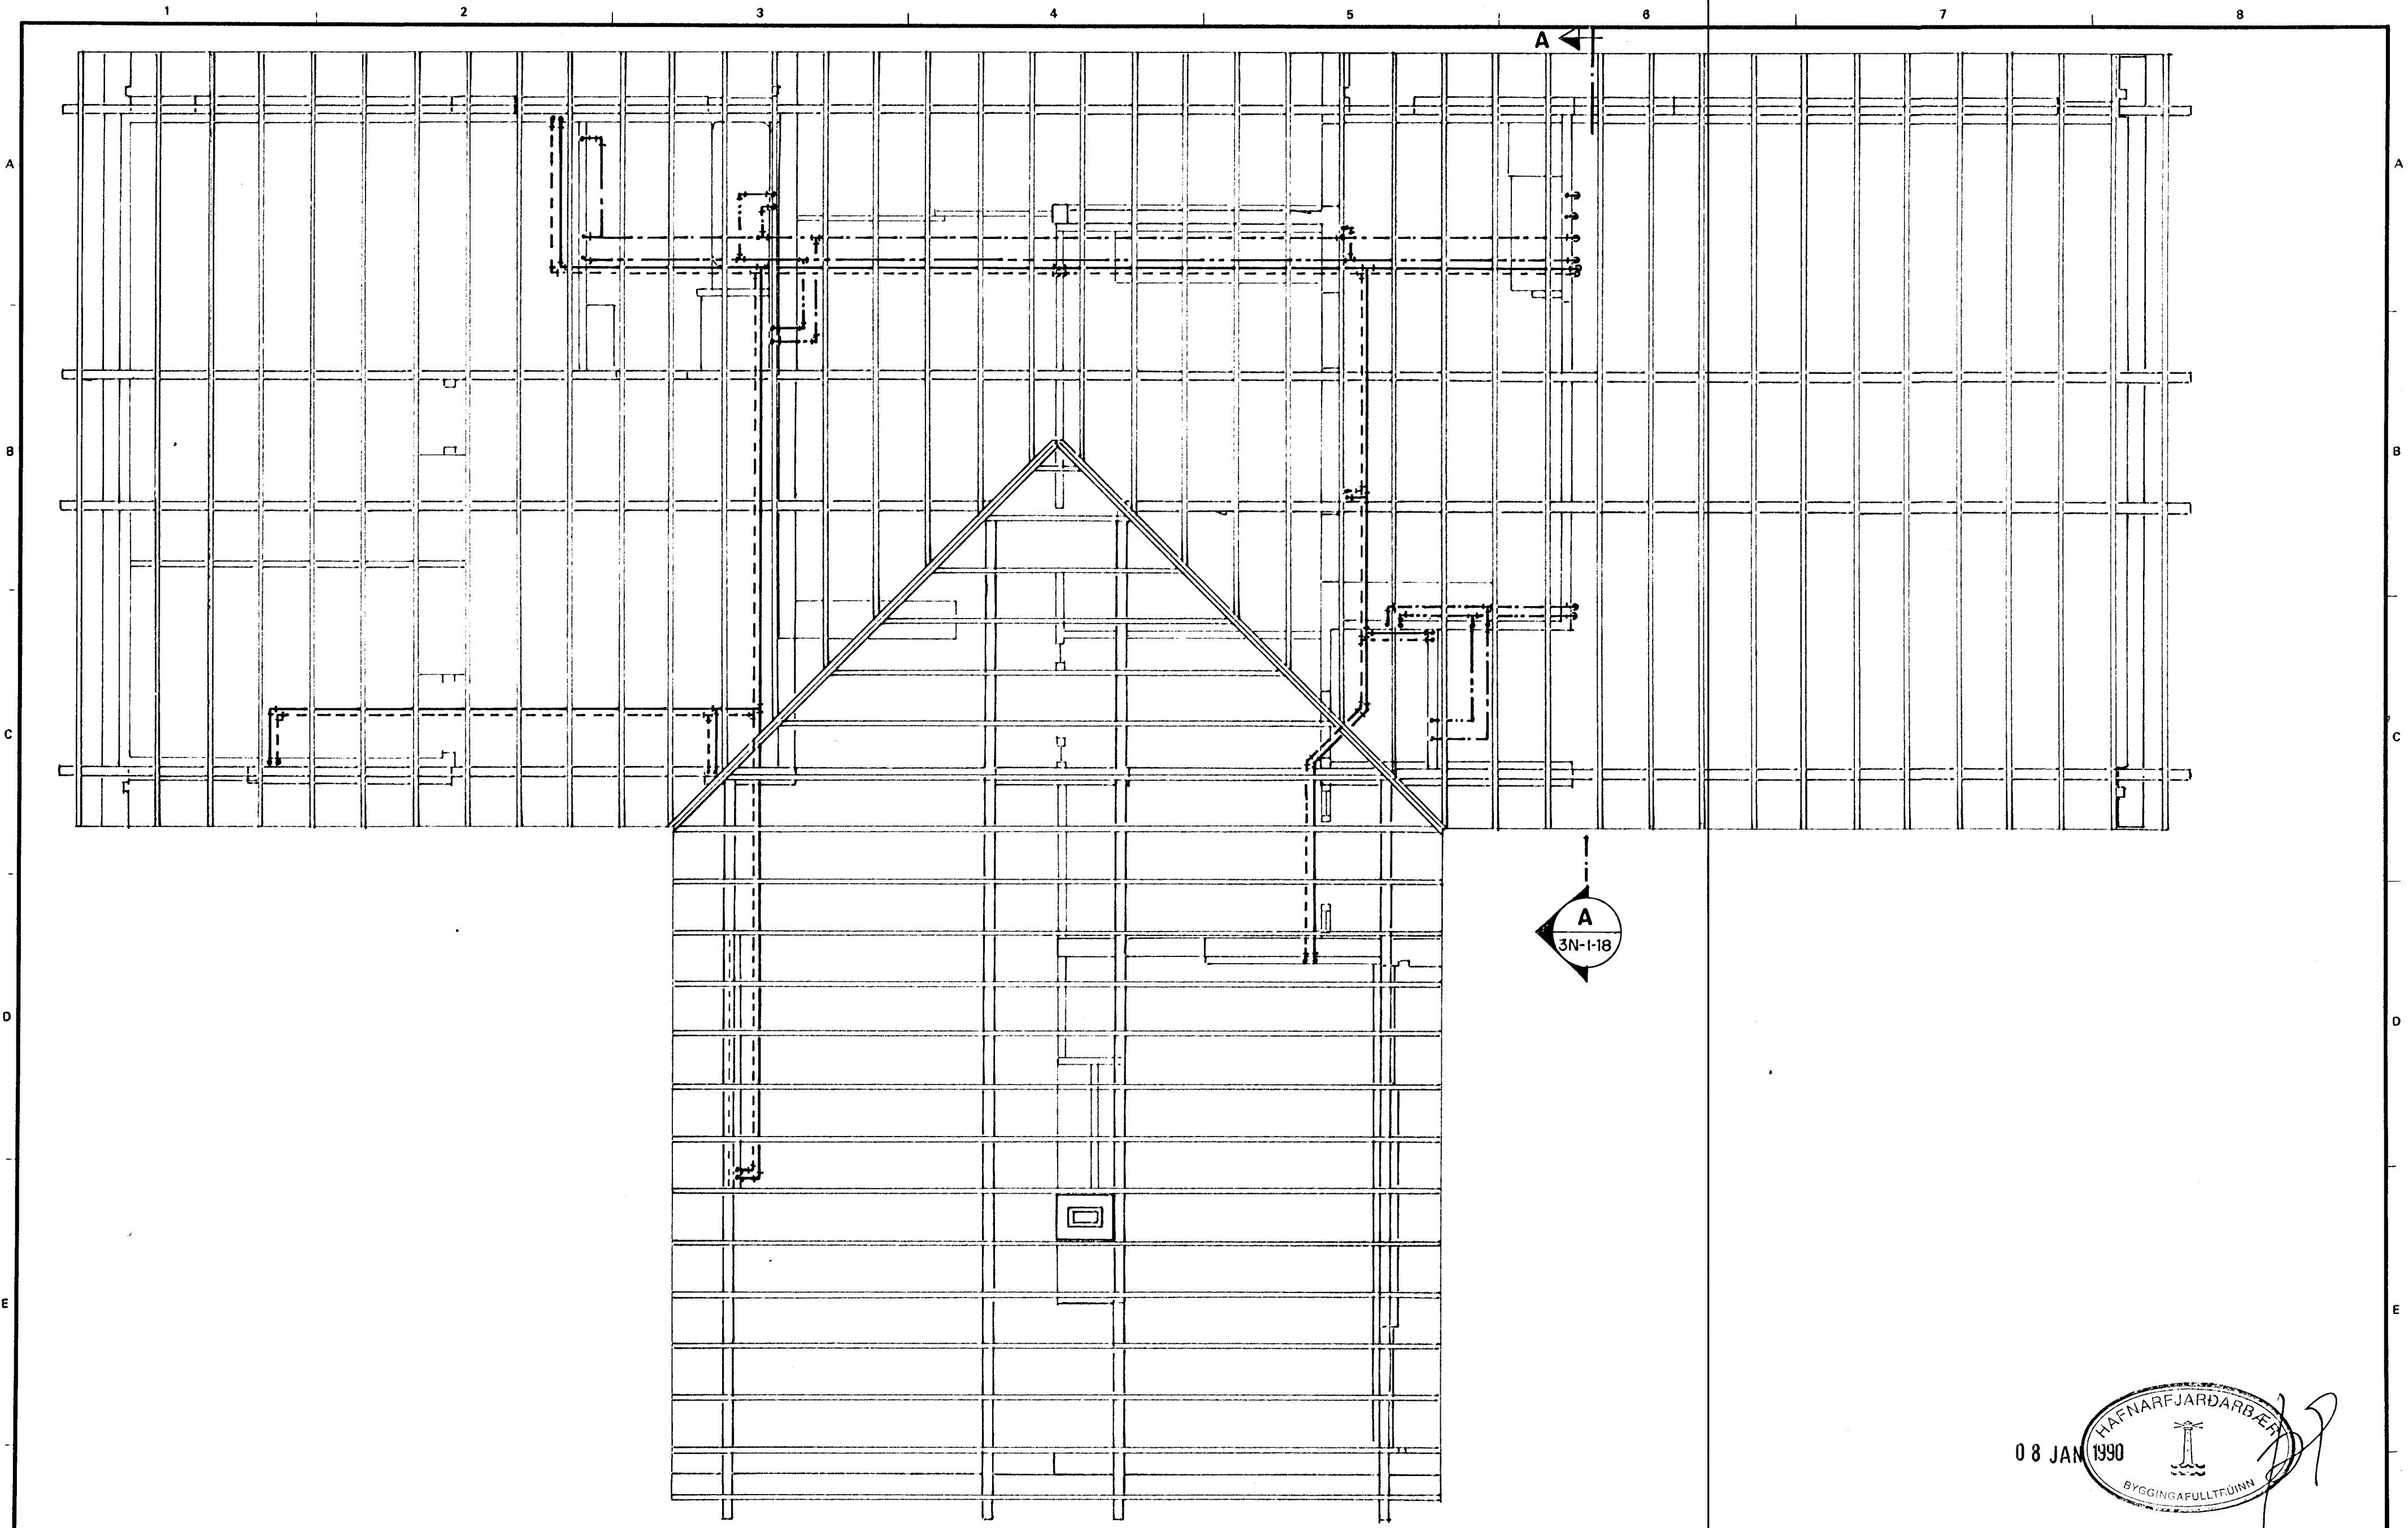 1 2 3 4 5 6 7 8
A
A A
B B
C C
A
3N-1-18
D D
E E
HAFNARFJARÐARBÆR
08 JAN 1990
BYGGINGAFULLTRÚINN